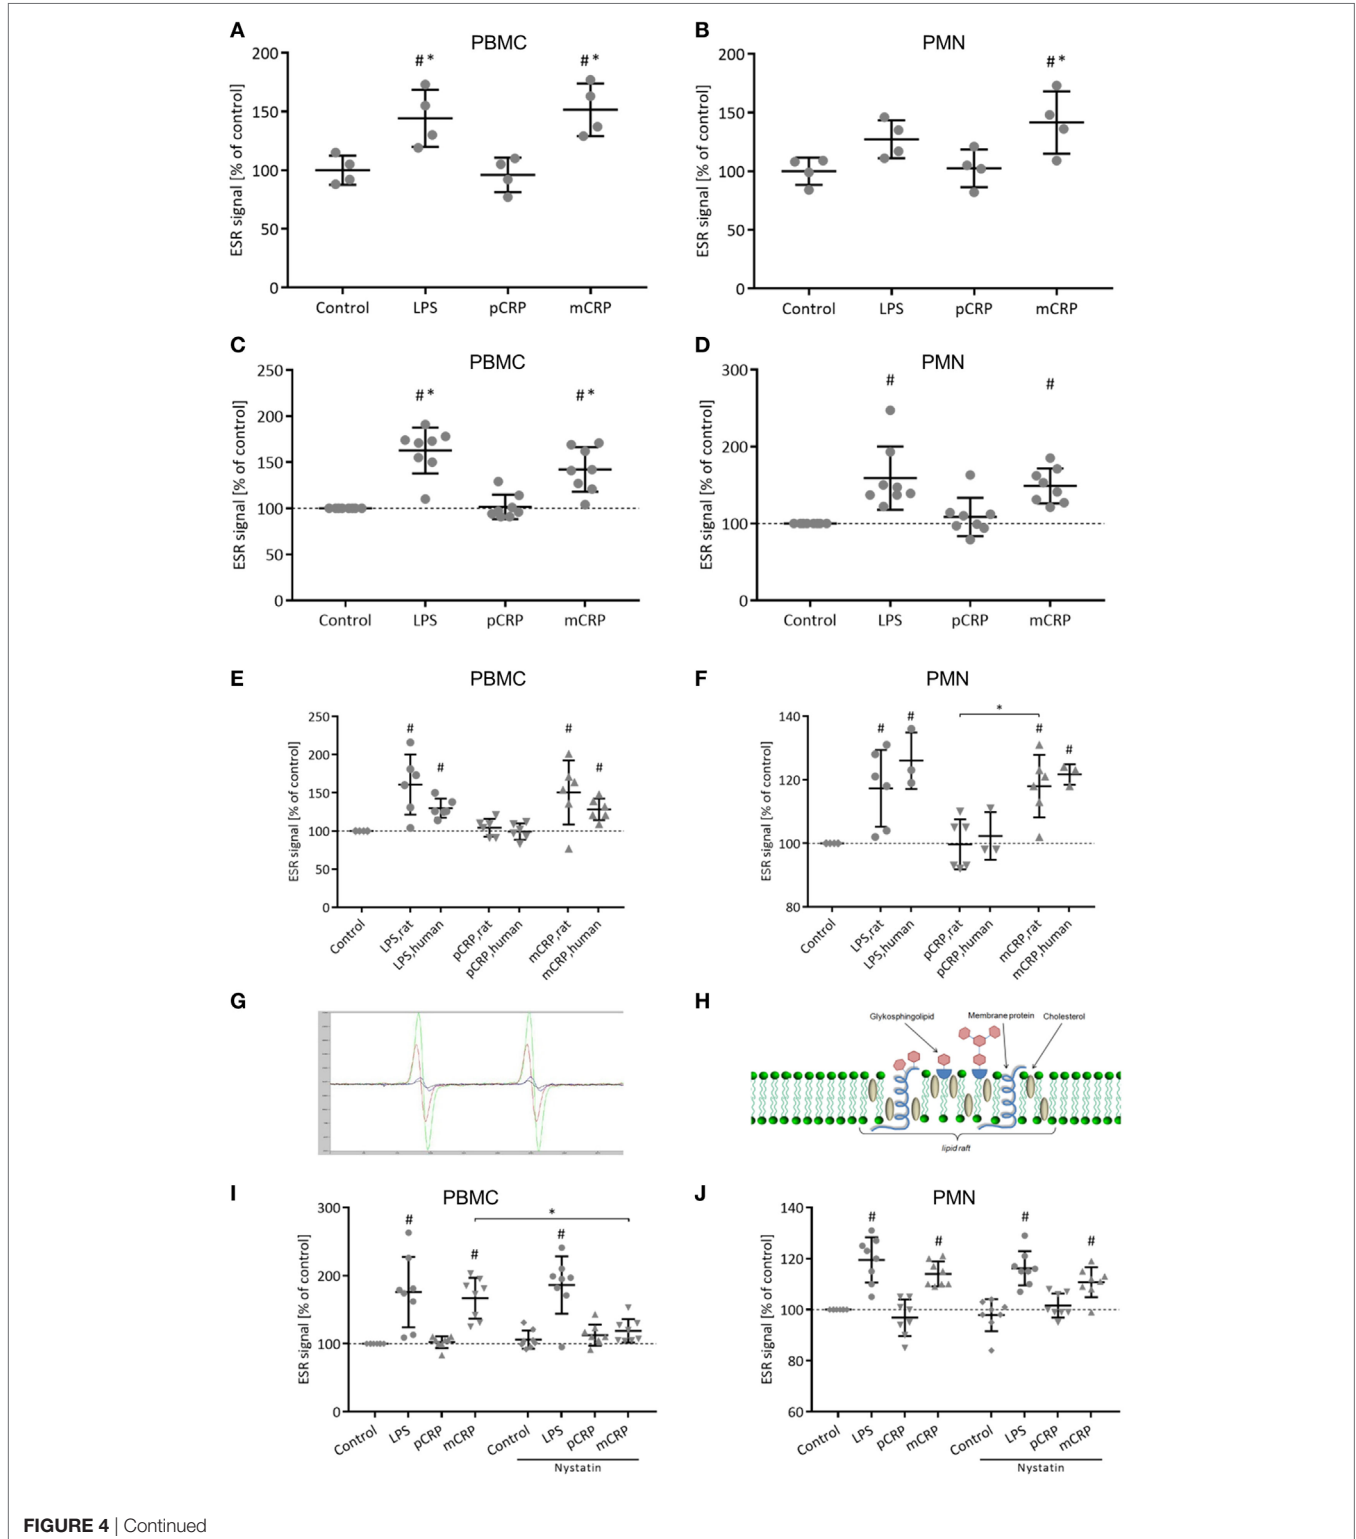 A
PBMC
ESR signal [% of control]
200
150
100
50
0
# *
# *
Control LPS pCRP mCRP
B
PMN
ESR signal [% of control]
200
150
100
50
0
# *
Control LPS pCRP mCRP
C
PBMC
ESR signal [% of control]
250
200
150
100
50
0
# *
# *
Control LPS pCRP mCRP
D
PMN
ESR signal [% of control]
300
200
100
0
#
#
Control LPS pCRP mCRP
E
PBMC
ESR signal [% of control]
250
200
150
100
50
0
#
#
#
#
Control LPS,rat LPS,human pCRP,rat pCRP,human mCRP,rat mCRP,human
F
PMN
ESR signal [% of control]
140
120
100
80
#
#
*
#
#
Control LPS,rat LPS,human pCRP,rat pCRP,human mCRP,rat mCRP,human
G
H
Glykosphingolipid Membrane protein Cholesterol
lipid raft
I
PBMC
ESR signal [% of control]
300
200
100
0
#
#
*
#
Control LPS pCRP mCRP Control LPS pCRP mCRP
Nystatin
J
PMN
ESR signal [% of control]
140
120
100
80
60
#
#
#
#
Control LPS pCRP mCRP Control LPS pCRP mCRP
Nystatin
FIGURE 4 | Continued